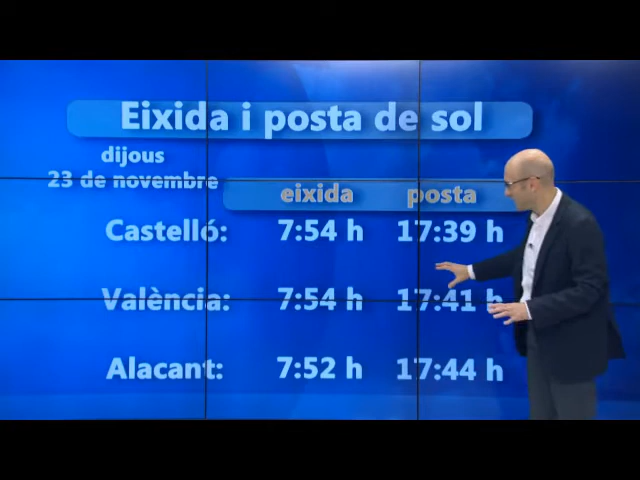 Eixida i posta de sol
dijous
23 de novembre
eixida posta
Castelló: 7:54 h 17:39 h
València: 7:54 h 17:41 h
Alacant: 7:52 h 17:44 h